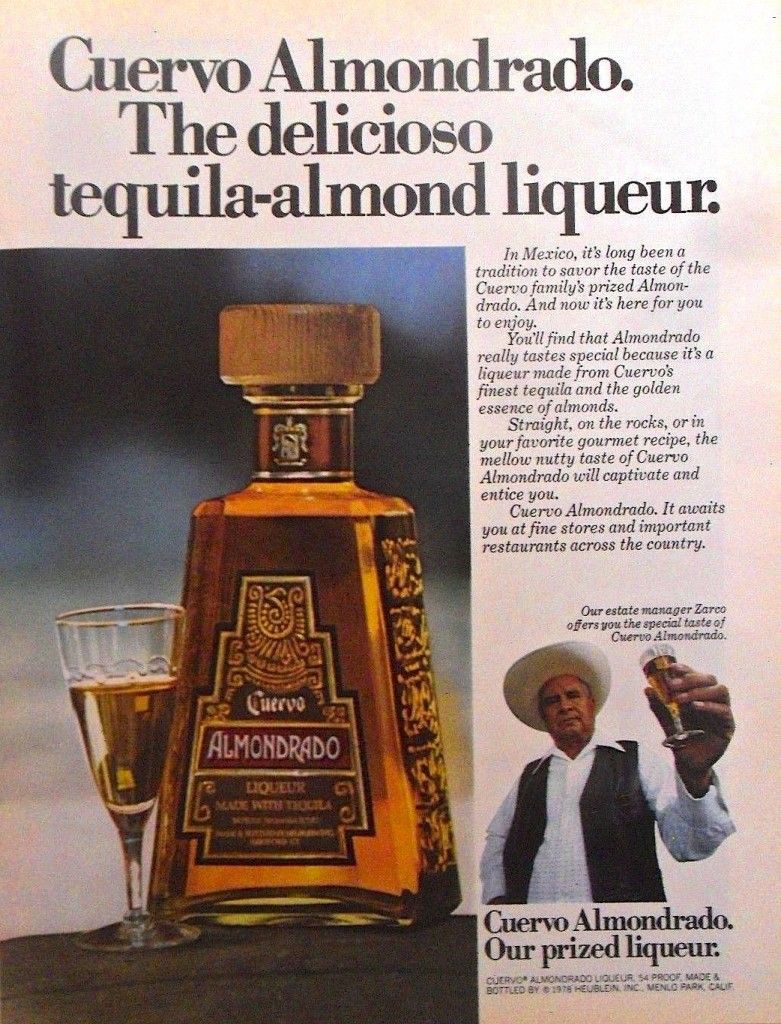 Cuervo Almondrado.
The delicioso
tequila-almond liqueur.
In Mexico, it's long been a
tradition to savor the taste of the
Cuervo family's prized Almon-
drado. And now it's here for you
to enjoy.
You'll find that Almondrado
really tastes special because it's a
liqueur made from Cuervo's
finest tequila and the golden
essence of almonds.
Straight, on the rocks, or in
your favorite gourmet recipe, the
mellow nutty taste of Cuervo
Almondrado will captivate and
entice you.
Cuervo Almondrado. It awaits
you at fine stores and important
restaurants across the country.
Our estate manager Zarco
offers you the special taste of
Cuervo Almondrado.
Cuervo
ALMONDRADO
LIQUEUR
MADE WITH TEQUILA
Cuervo Almondrado.
Our prized liqueur.
CUERVO® ALMONDRADO LIQUEUR, 54 PROOF, MADE &
BOTTLED BY © 1978 HEUBLEIN, INC., MENLO PARK, CALIF.